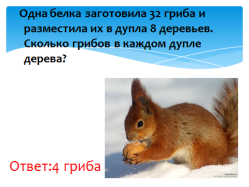 Одна белка заготовила 32 гриба и
разместила их в дупла 8 деревьев.
Сколько грибов в каждом дупле
дерева?
Ответ:4 гриба